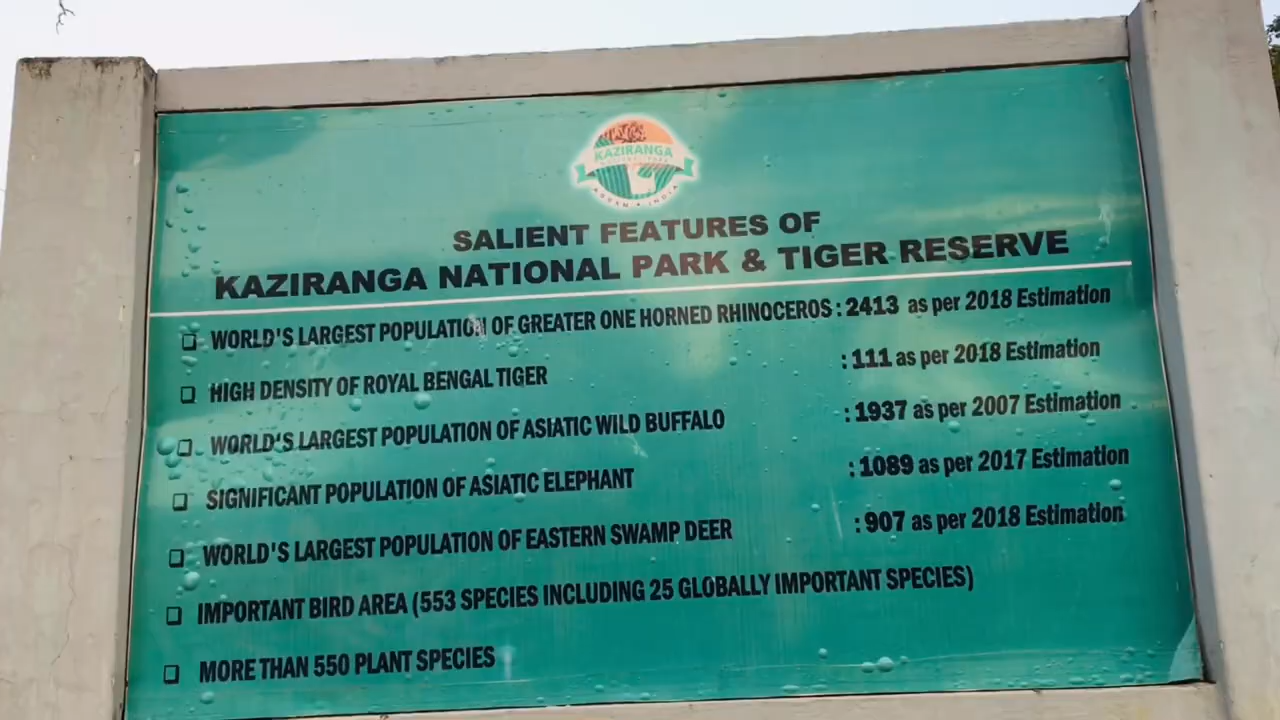 KAZIRANGA
NATIONAL PARK
ASSAM • INDIA
SALIENT FEATURES OF
KAZIRANGA NATIONAL PARK & TIGER RESERVE
❑ WORLD'S LARGEST POPULATION OF GREATER ONE HORNED RHINOCEROS : 2413 as per 2018 Estimation
❑ HIGH DENSITY OF ROYAL BENGAL TIGER : 111 as per 2018 Estimation
❑ WORLD'S LARGEST POPULATION OF ASIATIC WILD BUFFALO : 1937 as per 2007 Estimation
❑ SIGNIFICANT POPULATION OF ASIATIC ELEPHANT : 1089 as per 2017 Estimation
❑ WORLD'S LARGEST POPULATION OF EASTERN SWAMP DEER : 907 as per 2018 Estimation
❑ IMPORTANT BIRD AREA (553 SPECIES INCLUDING 25 GLOBALLY IMPORTANT SPECIES)
❑ MORE THAN 550 PLANT SPECIES